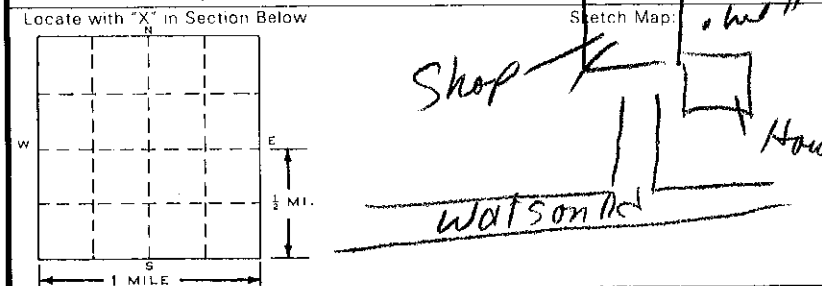 Locate with "X" in Section Below
Sketch Map:
N
Shop
W
E
½ MI.
Watson Rd
S
1 MILE